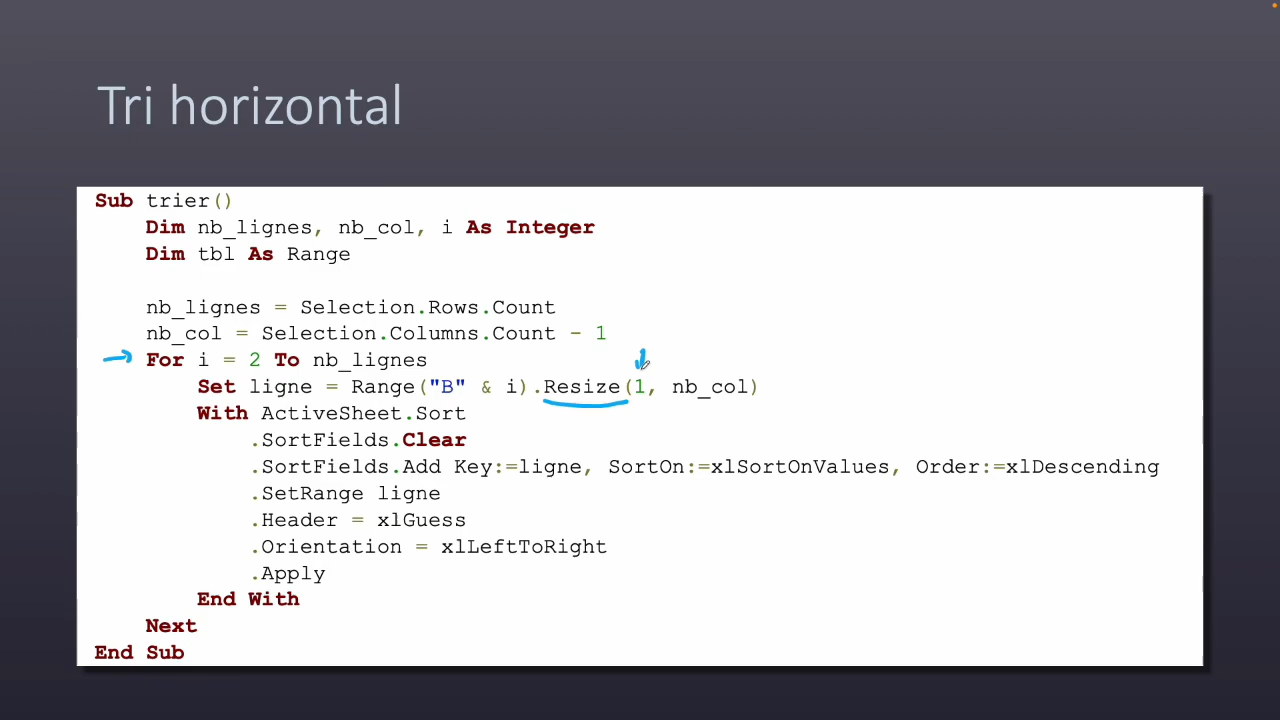 Tri horizontal
Sub trier()
Dim nb_lignes, nb_col, i As Integer
Dim tbl As Range
nb_lignes = Selection.Rows.Count
nb_col = Selection.Columns.Count - 1
For i = 2 To nb_lignes
Set ligne = Range("B" & i).Resize(1, nb_col)
With ActiveSheet.Sort
.SortFields.Clear
.SortFields.Add Key:=ligne, SortOn:=xlSortOnValues, Order:=xlDescending
.SetRange ligne
.Header = xlGuess
.Orientation = xlLeftToRight
.Apply
End With
Next
End Sub